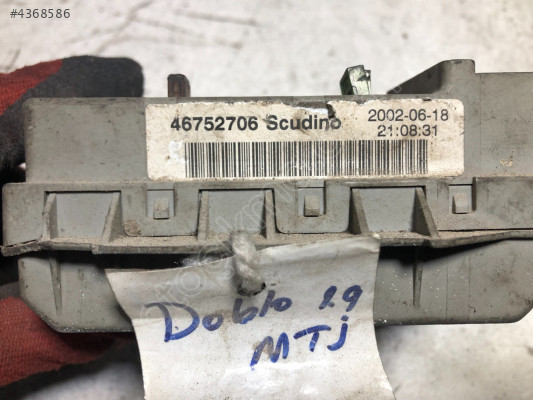 #4368586
46752706 Scudino
2002-06-18
21:08:31
Doblo 1.9
MTJ